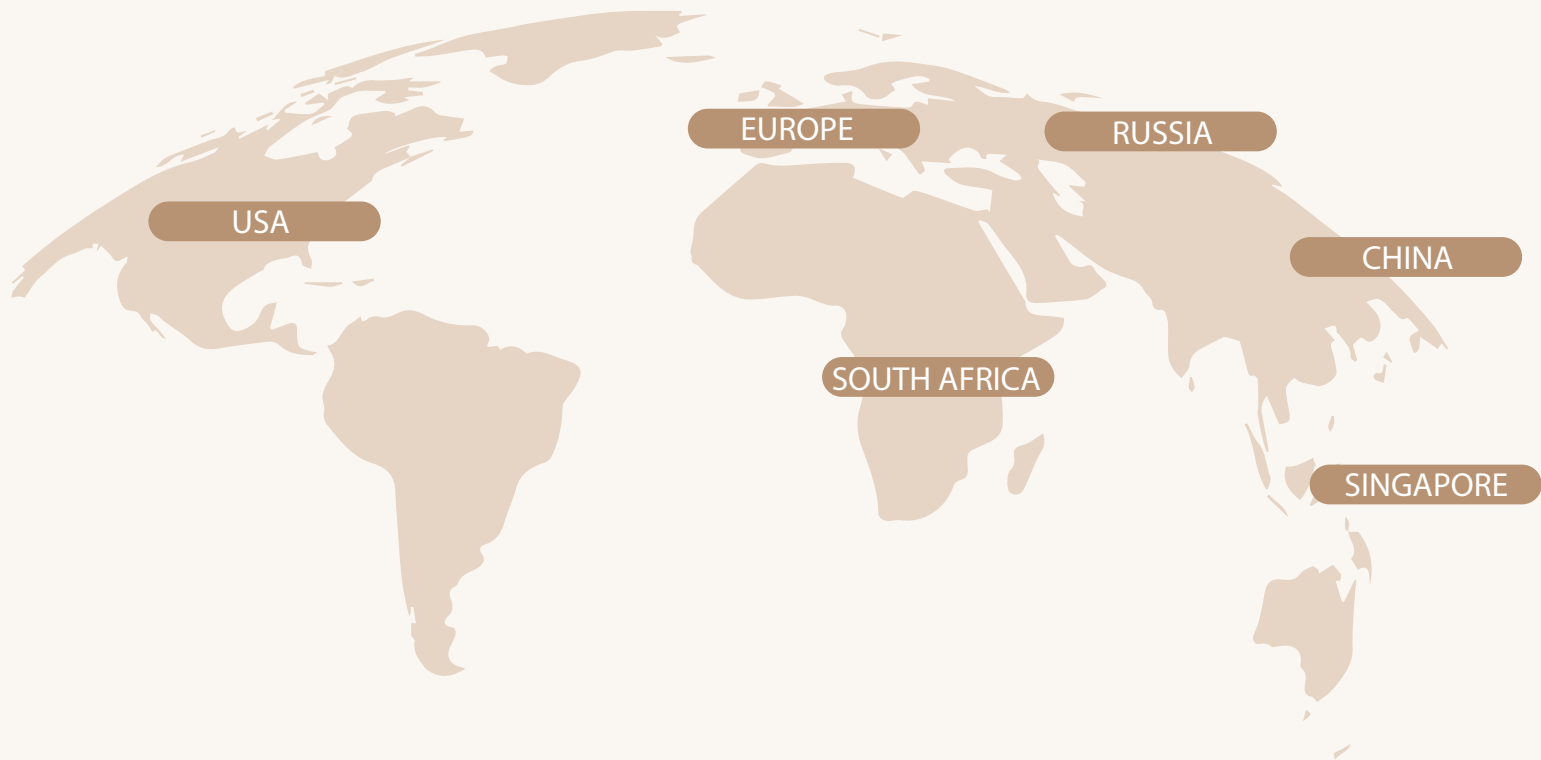 EUROPE
RUSSIA
USA
CHINA
SOUTH AFRICA
SINGAPORE